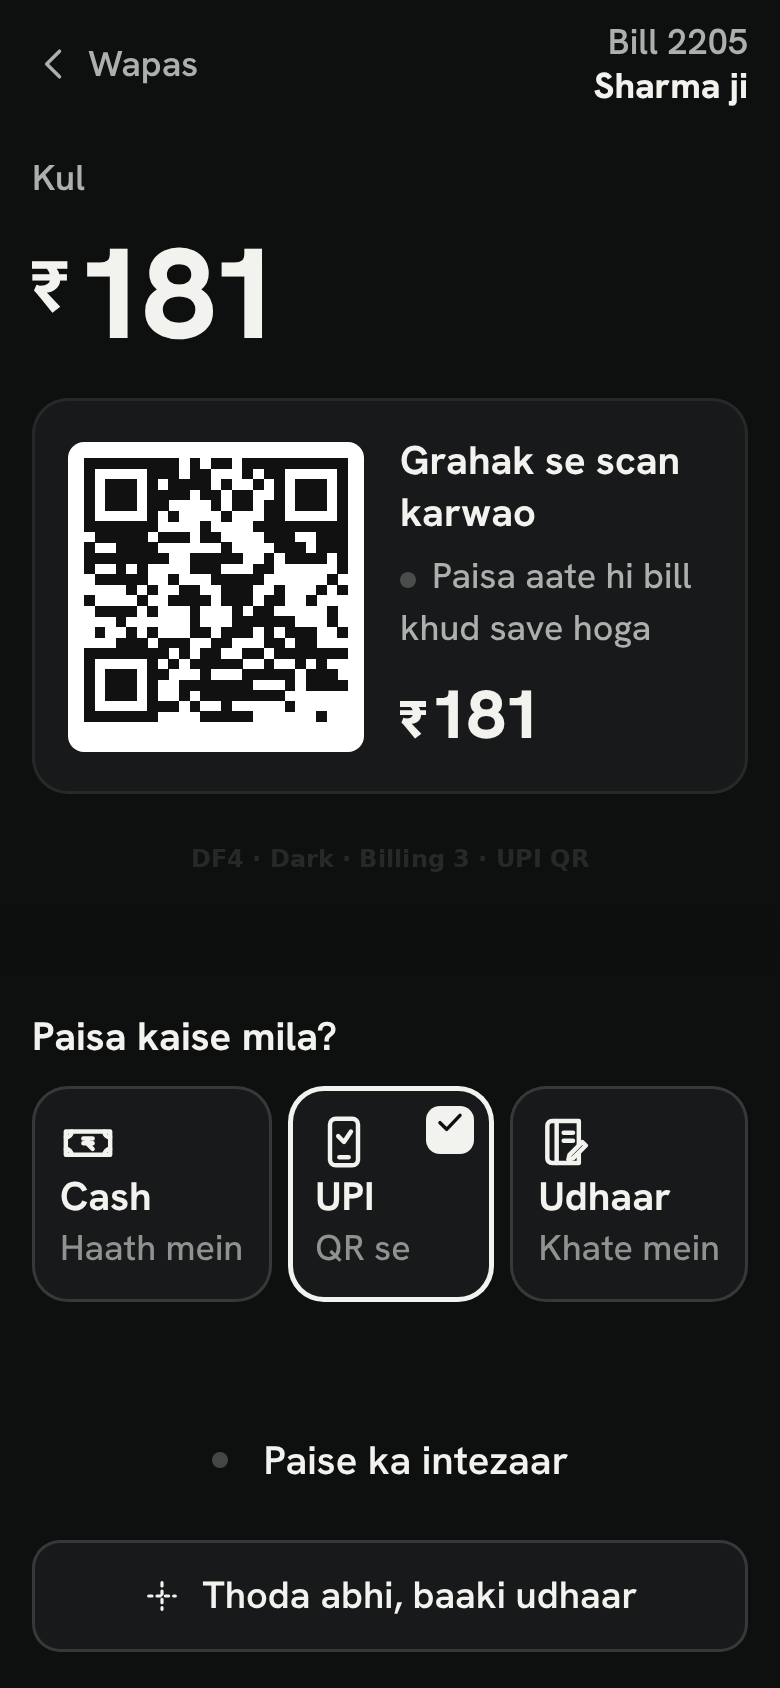 Wapas
Bill 2205
Sharma ji
Kul
₹181
Grahak se scan
karwao
Paisa aate hi bill
khud save hoga
₹181
DF4 · Dark · Billing 3 · UPI QR
Paisa kaise mila?
Cash
Haath mein
UPI
QR se
Udhaar
Khate mein
Paise ka intezaar
Thoda abhi, baaki udhaar